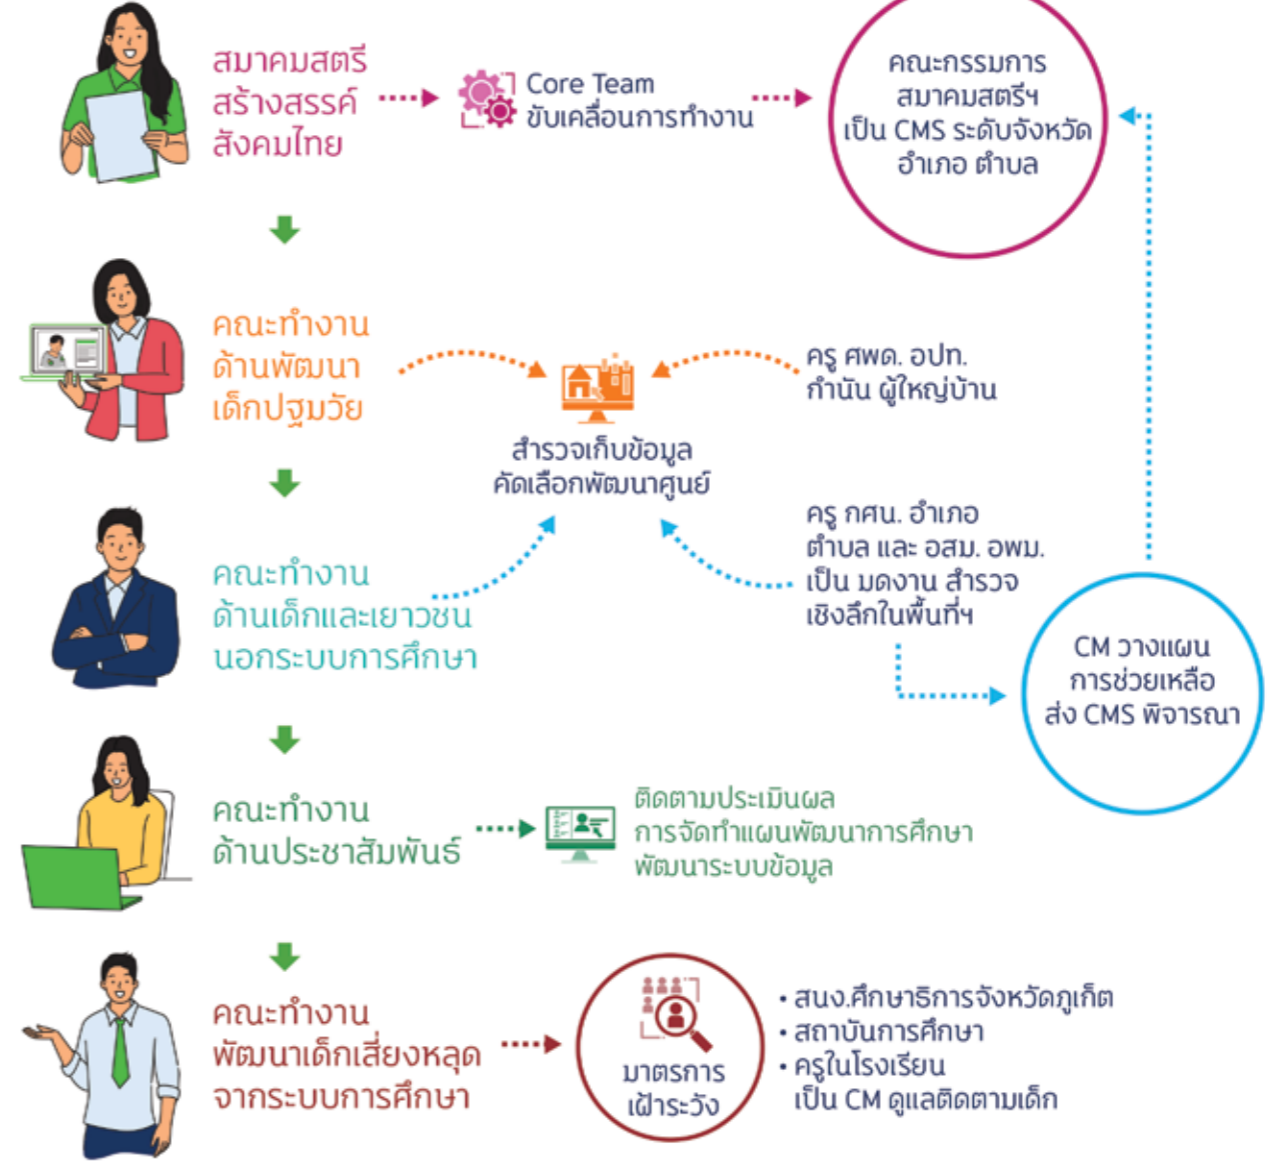 สมาคมสตรี
สร้างสรรค์
สังคมไทย
Core Team
ขับเคลื่อนการทำงาน
คณะกรรมการ
สมาคมสตรีฯ
เป็น CMS ระดับจังหวัด
อำเภอ ตำบล
คณะทำงาน
ด้านพัฒนา
เด็กปฐมวัย
สำรวจเก็บข้อมูล
คัดเลือกพัฒนาศูนย์
ครู ศพด. อปท.
กำนัน ผู้ใหญ่บ้าน
คณะทำงาน
ด้านเด็กและเยาวชน
นอกระบบการศึกษา
ครู กศน. อำเภอ
ตำบล และ อสม. อพม.
เป็น มดงาน สำรวจ
เชิงลึกในพื้นที่ฯ
CM วางแผน
การช่วยเหลือ
ส่ง CMS พิจารณา
คณะทำงาน
ด้านประชาสัมพันธ์
ติดตามประเมินผล
การจัดทำแผนพัฒนาการศึกษา
พัฒนาระบบข้อมูล
คณะทำงาน
พัฒนาเด็กเสี่ยงหลุด
จากระบบการศึกษา
มาตรการ
เฝ้าระวัง
• สนง.ศึกษาธิการจังหวัดภูเก็ต
• สถาบันการศึกษา
• ครูในโรงเรียน
เป็น CM ดูแลติดตามเด็ก